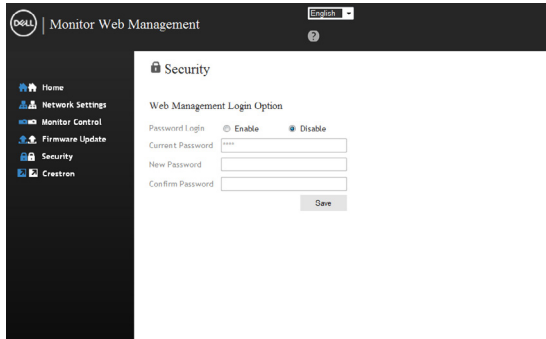 DELL
Monitor Web Management
English
?
Home
Network Settings
Monitor Control
Firmware Update
Security
Crestron
Security
Web Management Login Option
Password Login Enable Disable
Current Password ****
New Password
Confirm Password
Save